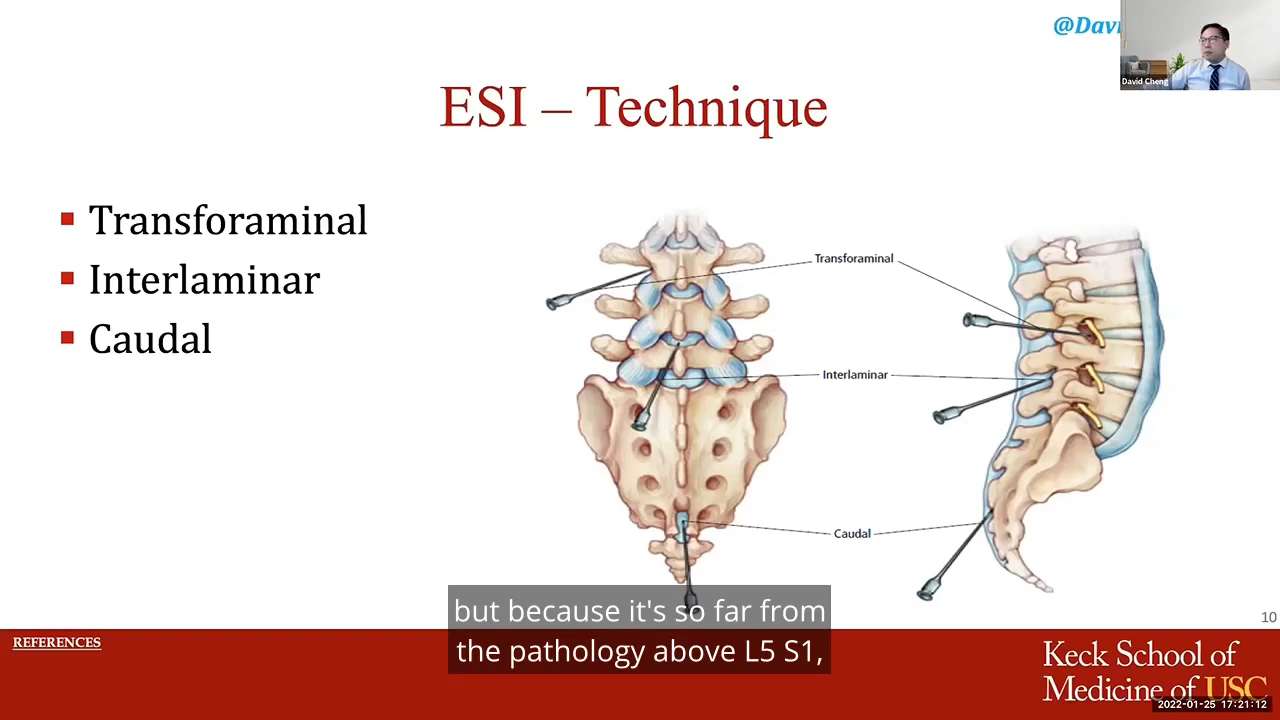 @Davi
David Cheng
ESI – Technique
Transforaminal
Interlaminar
Caudal
Transforaminal
Interlaminar
Caudal
but because it's so far from
the pathology above L5 S1,
10
REFERENCES
Keck School of
Medicine of USC
2022-01-25 17:21:12